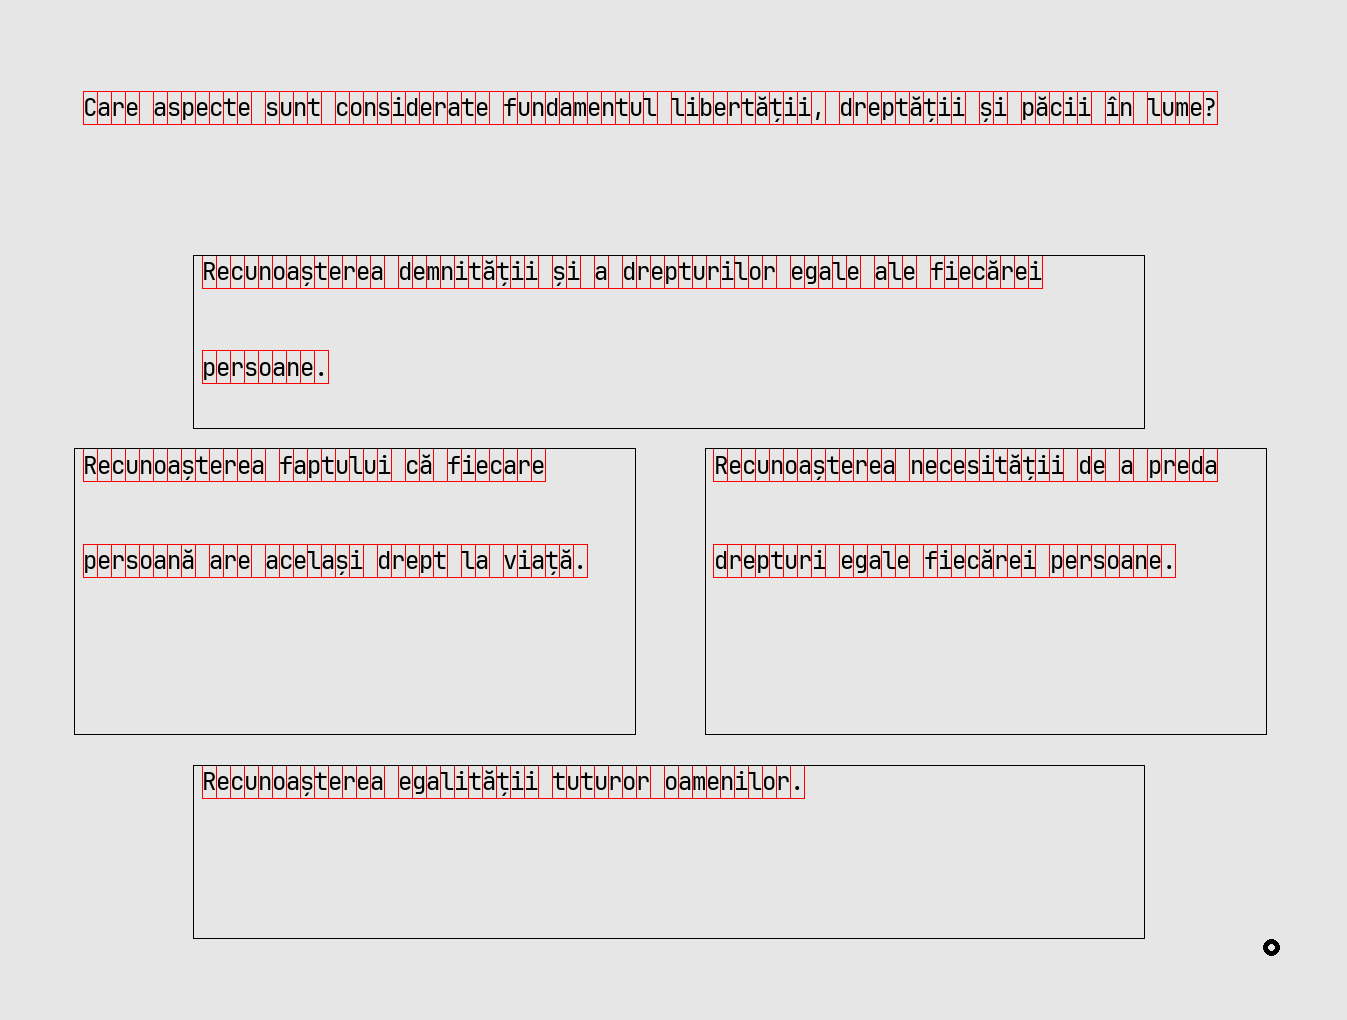 Care aspecte sunt considerate fundamentul libertății, dreptății și păcii în lume?
Recunoașterea demnității și a drepturilor egale ale fiecărei
persoane.
Recunoașterea faptului că fiecare
persoană are același drept la viață.
Recunoașterea necesității de a preda
drepturi egale fiecărei persoane.
Recunoașterea egalității tuturor oamenilor.